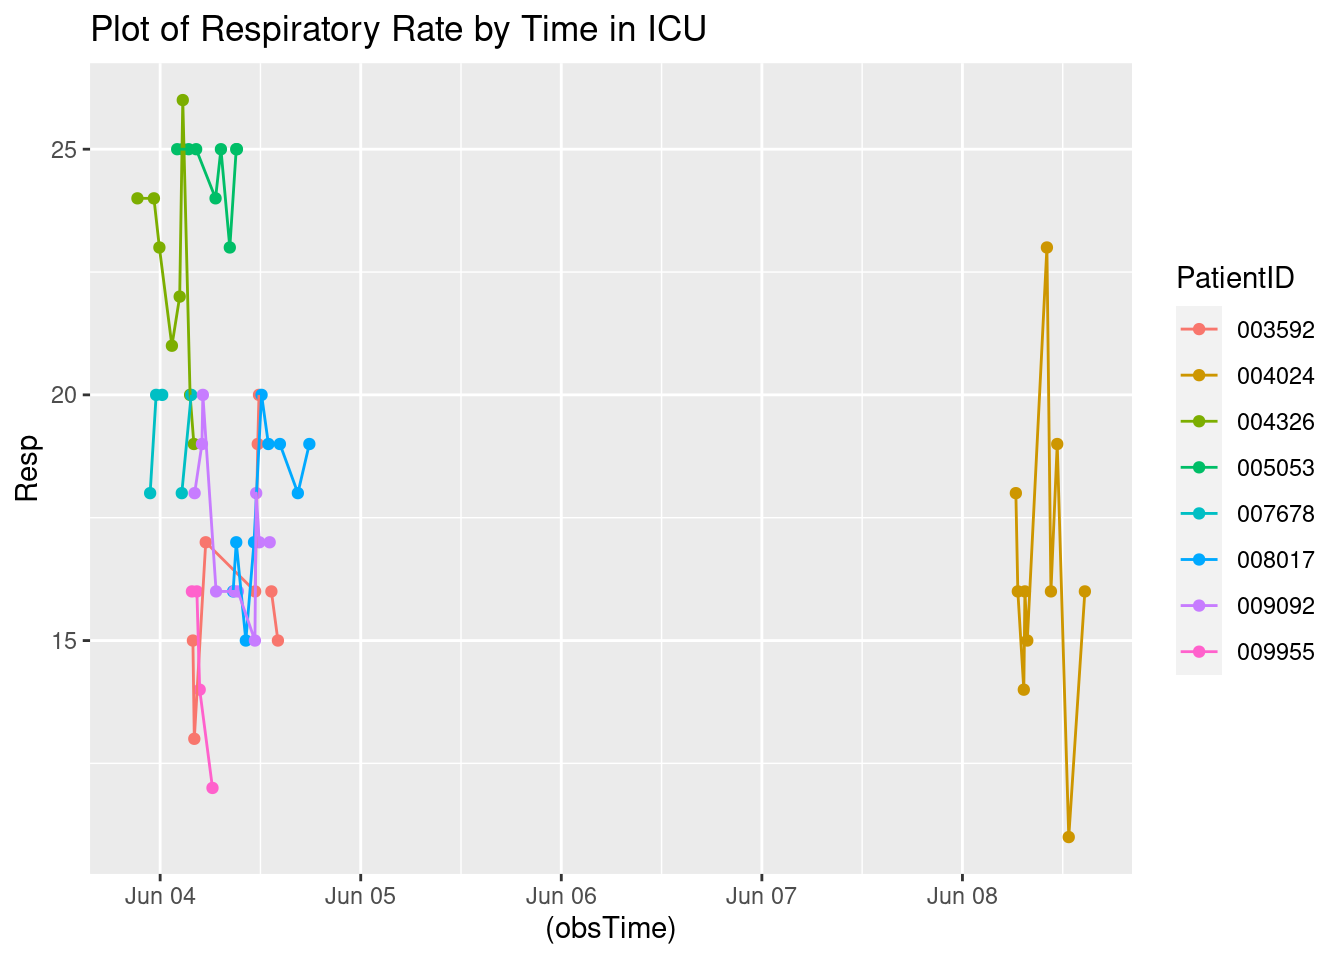 Plot of Respiratory Rate by Time in ICU
25
20
15
Resp
Jun 04
Jun 05
Jun 06
Jun 07
Jun 08
(obsTime)
PatientID
003592
004024
004326
005053
007678
008017
009092
009955